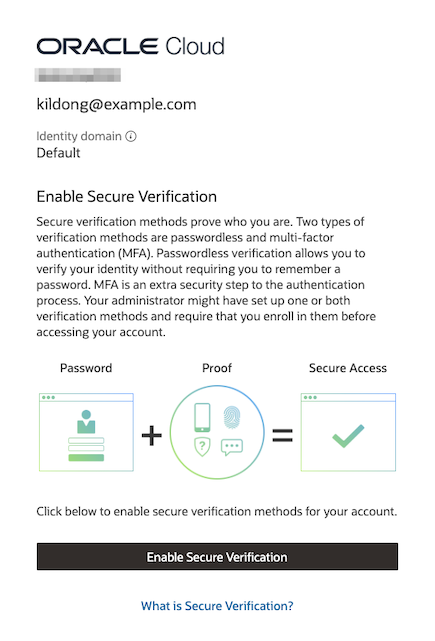 ORACLE Cloud
kildong@example.com
Identity domain
Default
Enable Secure Verification
Secure verification methods prove who you are. Two types of
verification methods are passwordless and multi-factor
authentication (MFA). Passwordless verification allows you to
verify your identity without requiring you to remember a
password. MFA is an extra security step to the authentication
process. Your administrator might have set up one or both
verification methods and require that you enroll in them before
accessing your account.
Password Proof Secure Access
Click below to enable secure verification methods for your account.
Enable Secure Verification
What is Secure Verification?